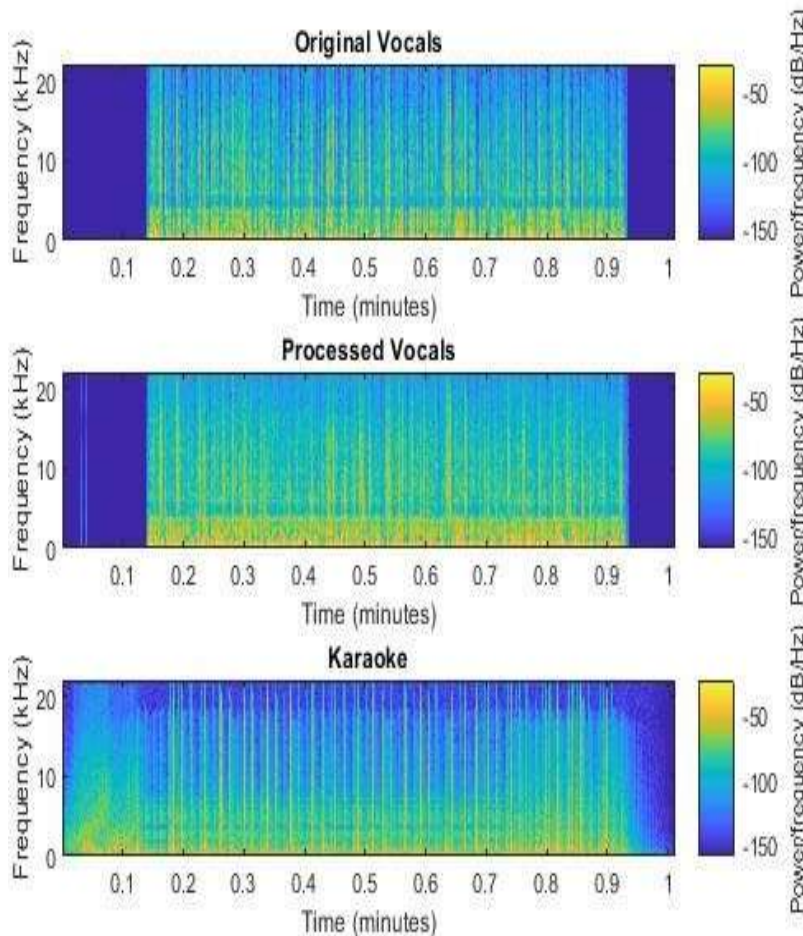 Original Vocals
Frequency (kHz)
20
10
0
0.1 0.2 0.3 0.4 0.5 0.6 0.7 0.8 0.9 1
Time (minutes)
-50
-100
-150
Power/frequency (dB/Hz)
Processed Vocals
Frequency (kHz)
20
10
0
0.1 0.2 0.3 0.4 0.5 0.6 0.7 0.8 0.9 1
Time (minutes)
-50
-100
-150
Power/frequency (dB/Hz)
Karaoke
Frequency (kHz)
20
10
0
0.1 0.2 0.3 0.4 0.5 0.6 0.7 0.8 0.9 1
Time (minutes)
-50
-100
-150
Power/frequency (dB/Hz)